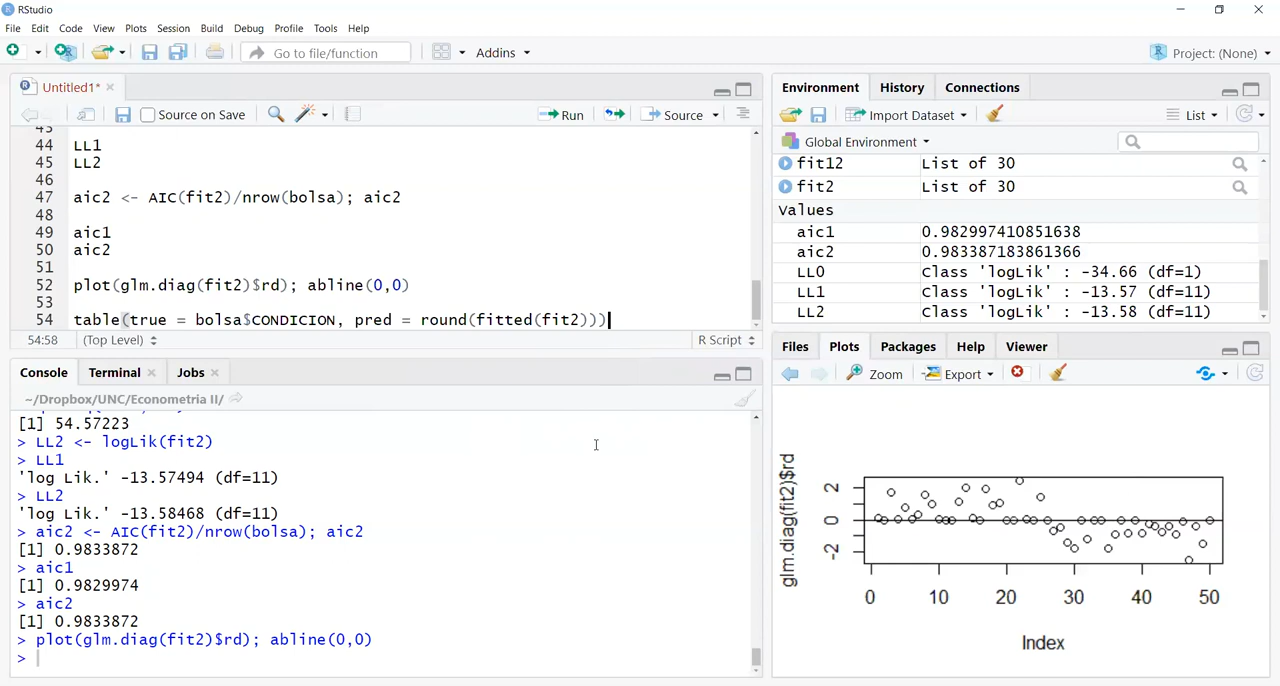 RStudio
File Edit Code View Plots Session Build Debug Profile Tools Help
Go to file/function Addins Project: (None)
Untitled1*
Source on Save Run Source
43
44 LL1
45 LL2
46
47 aic2 <- AIC(fit2)/nrow(bolsa); aic2
48
49 aic1
50 aic2
51
52 plot(glm.diag(fit2)$rd); abline(0,0)
53
54 table(true = bolsa$CONDICION, pred = round(fitted(fit2)))
54:58 (Top Level) R Script
Console Terminal Jobs
~/Dropbox/UNC/Econometria II/
[1] 54.57223
> LL2 <- logLik(fit2)
> LL1
'log Lik.' -13.57494 (df=11)
> LL2
'log Lik.' -13.58468 (df=11)
> aic2 <- AIC(fit2)/nrow(bolsa); aic2
[1] 0.9833872
> aic1
[1] 0.9829974
> aic2
[1] 0.9833872
> plot(glm.diag(fit2)$rd); abline(0,0)
>
Environment History Connections
Import Dataset List
Global Environment
fit12 List of 30
fit2 List of 30
Values
aic1 0.982997410851638
aic2 0.983387183861366
LL0 Class 'logLik' : -34.66 (df=1)
LL1 Class 'logLik' : -13.57 (df=11)
LL2 Class 'logLik' : -13.58 (df=11)
Files Plots Packages Help Viewer
Zoom Export
glm.diag(fit2)$rd
2
0
-2
0 10 20 30 40 50
Index